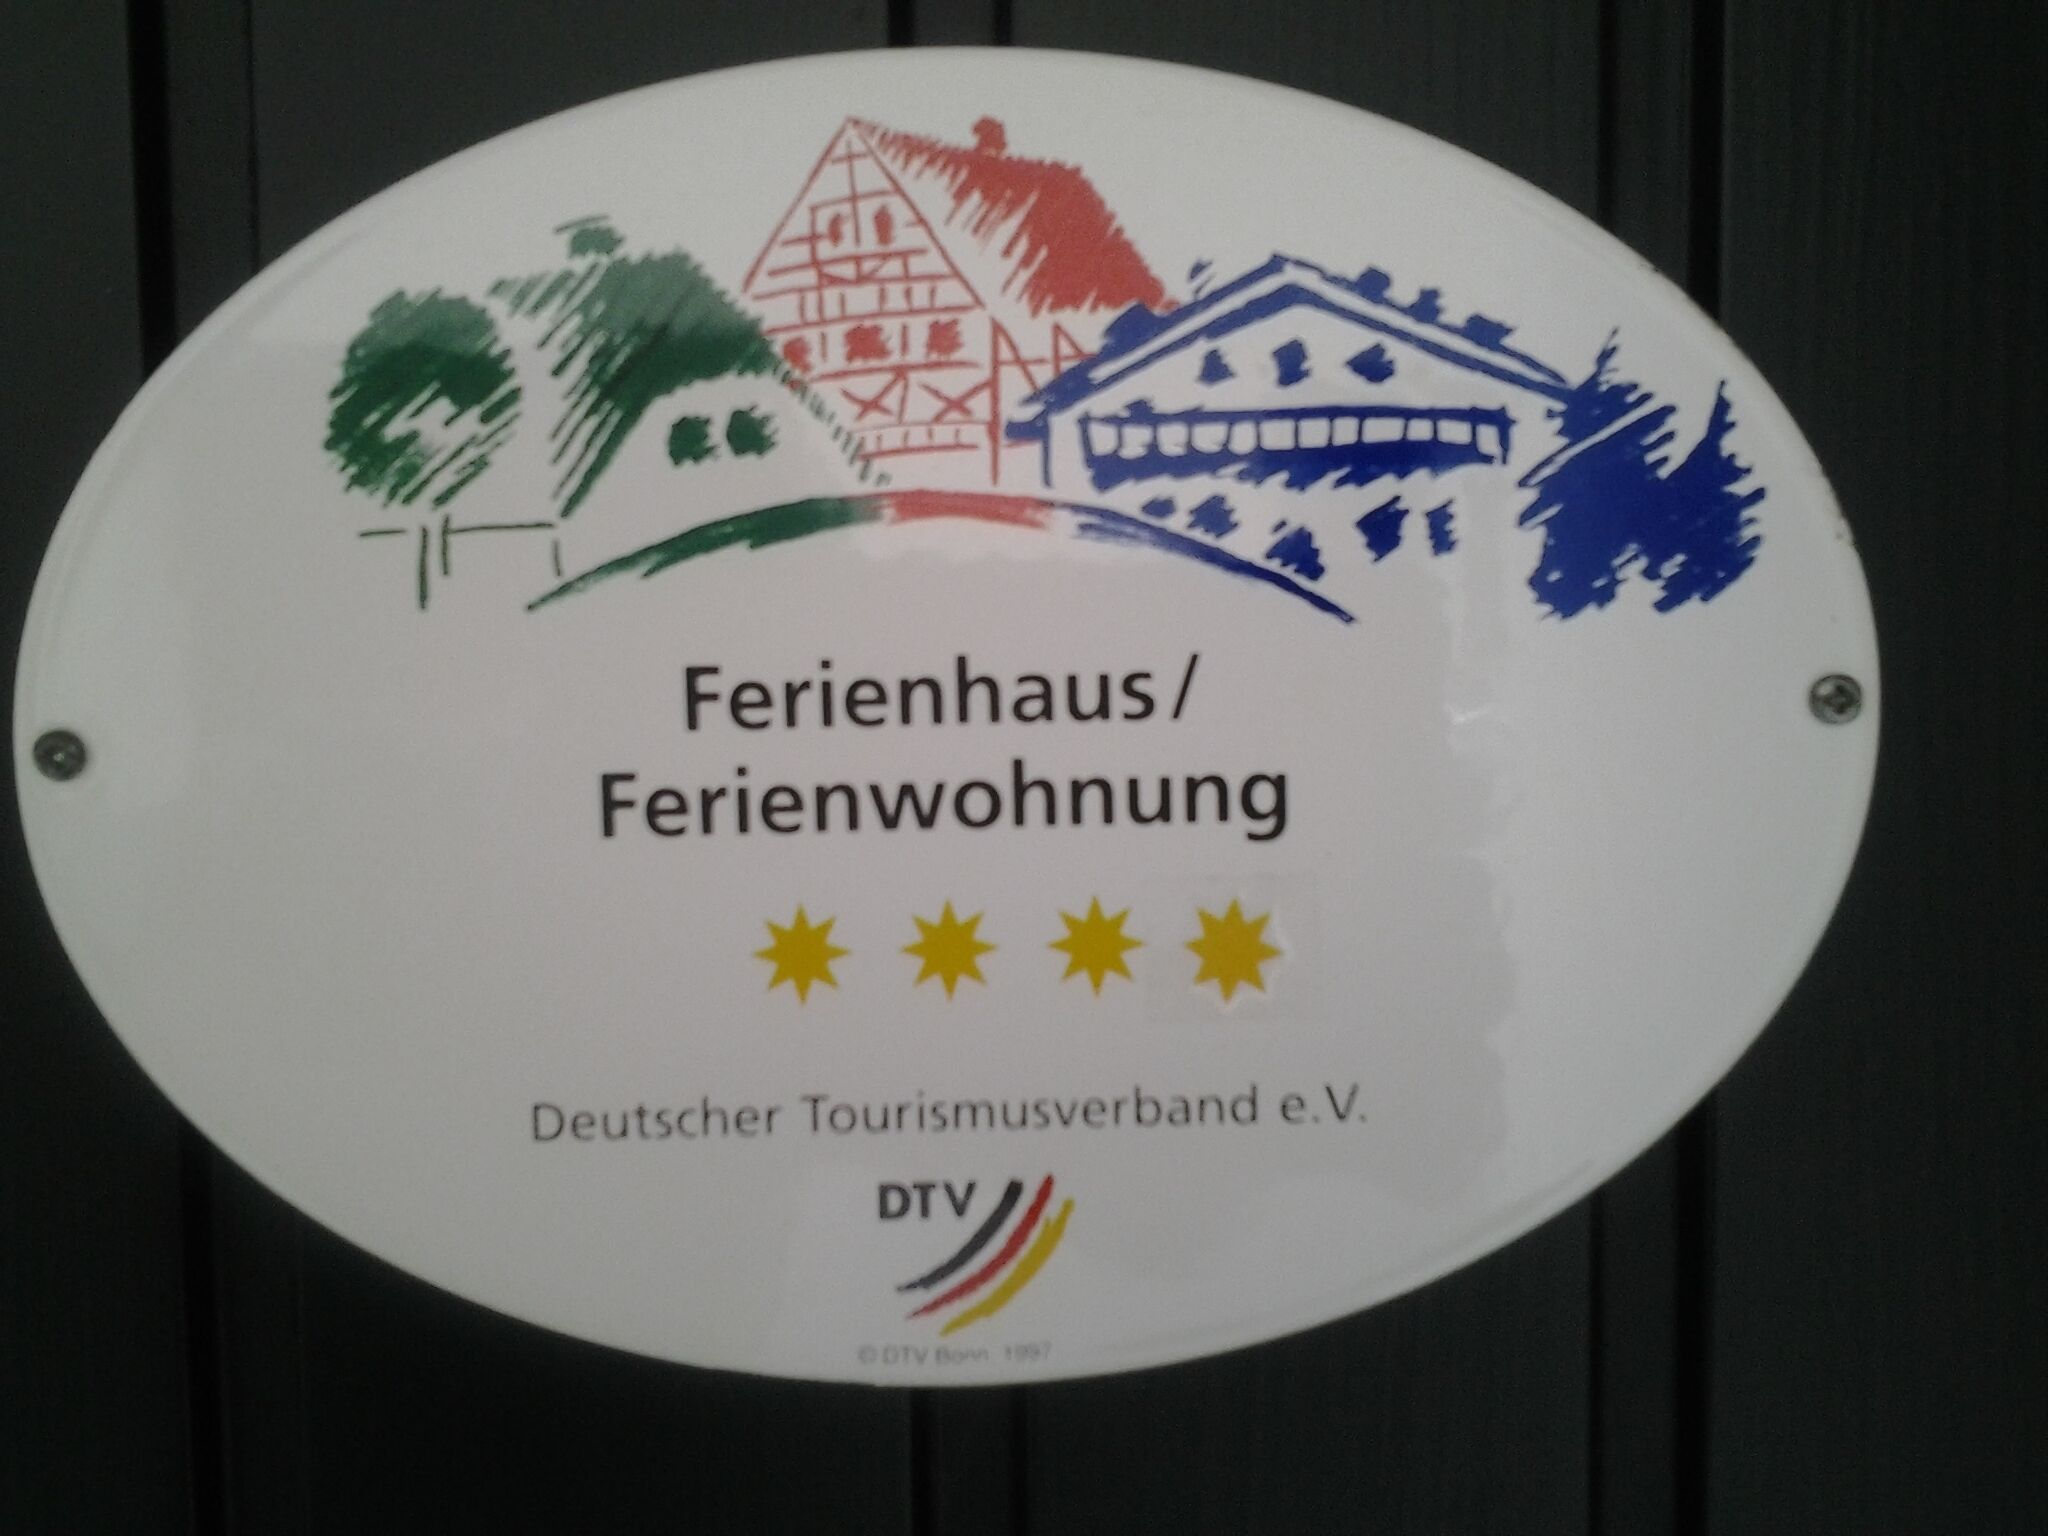 Ferienhaus/
Ferienwohnung
Deutscher Tourismusverband e.V.
DTV
© DTV Bonn 1997